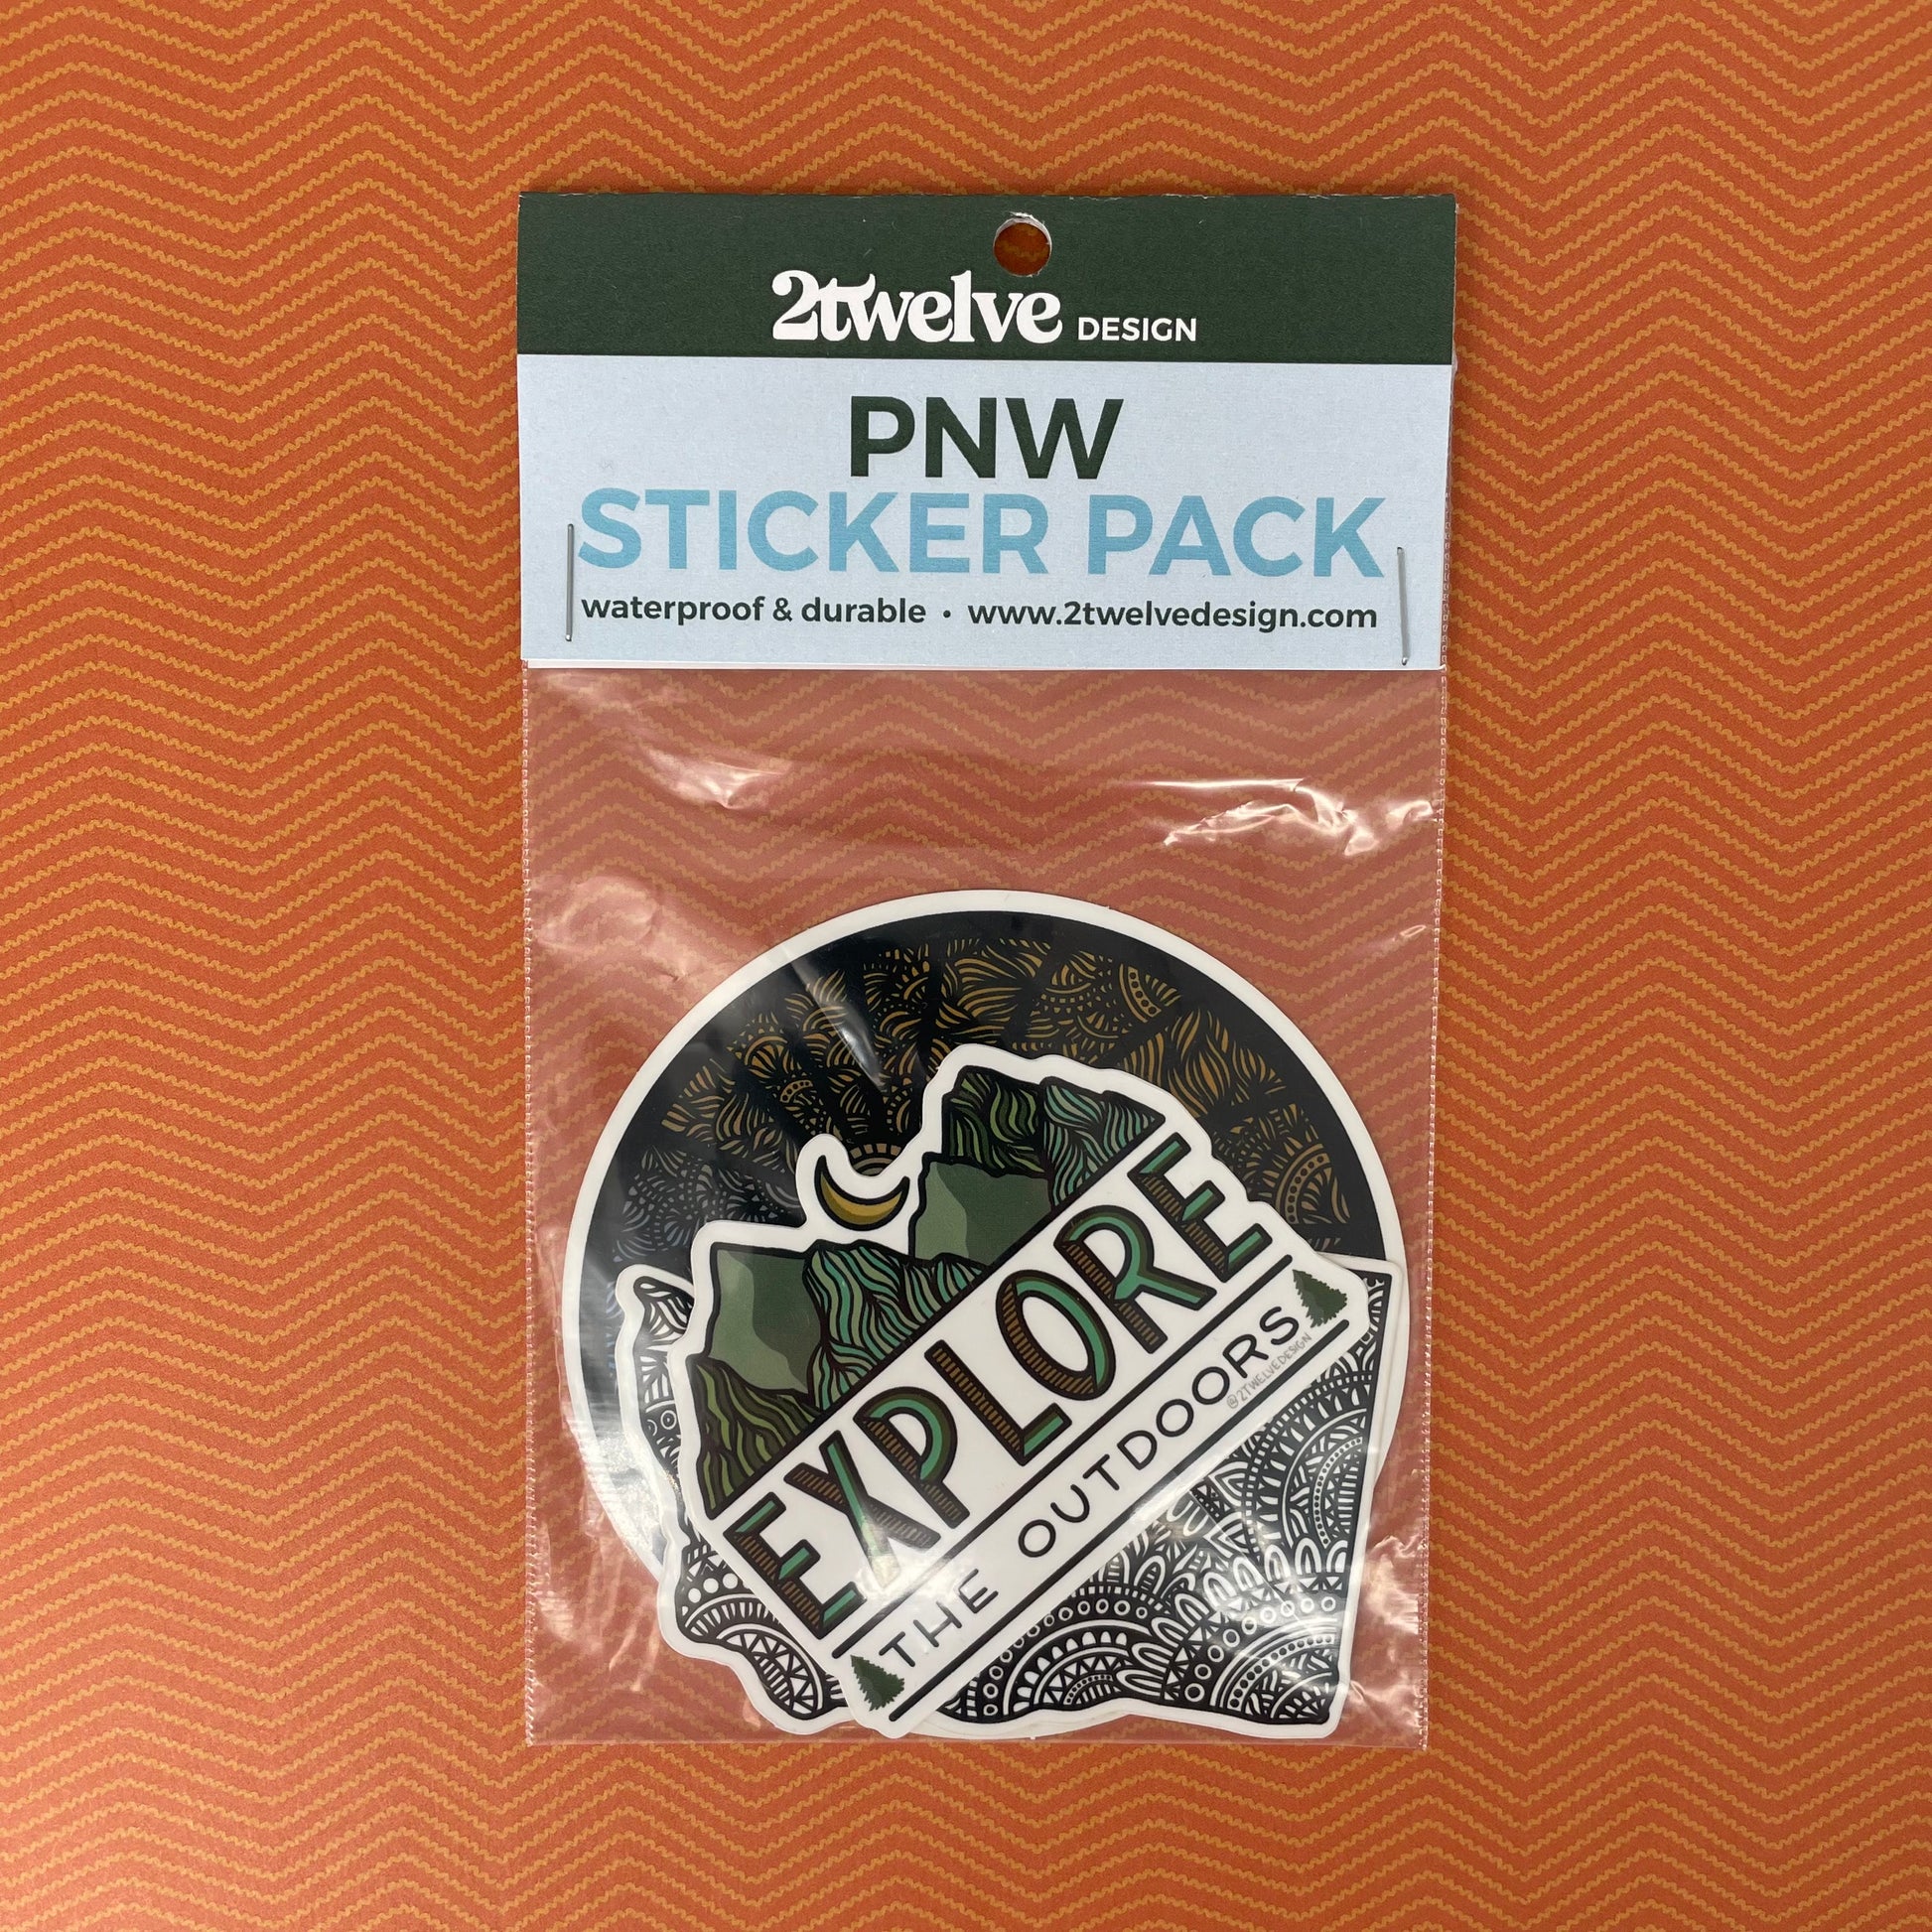 2twelve DESIGN
PNW
STICKER PACK
waterproof & durable • www.2twelvedesign.com
EXPLORE
THE OUTDOORS
@2TWELVEDESIGN